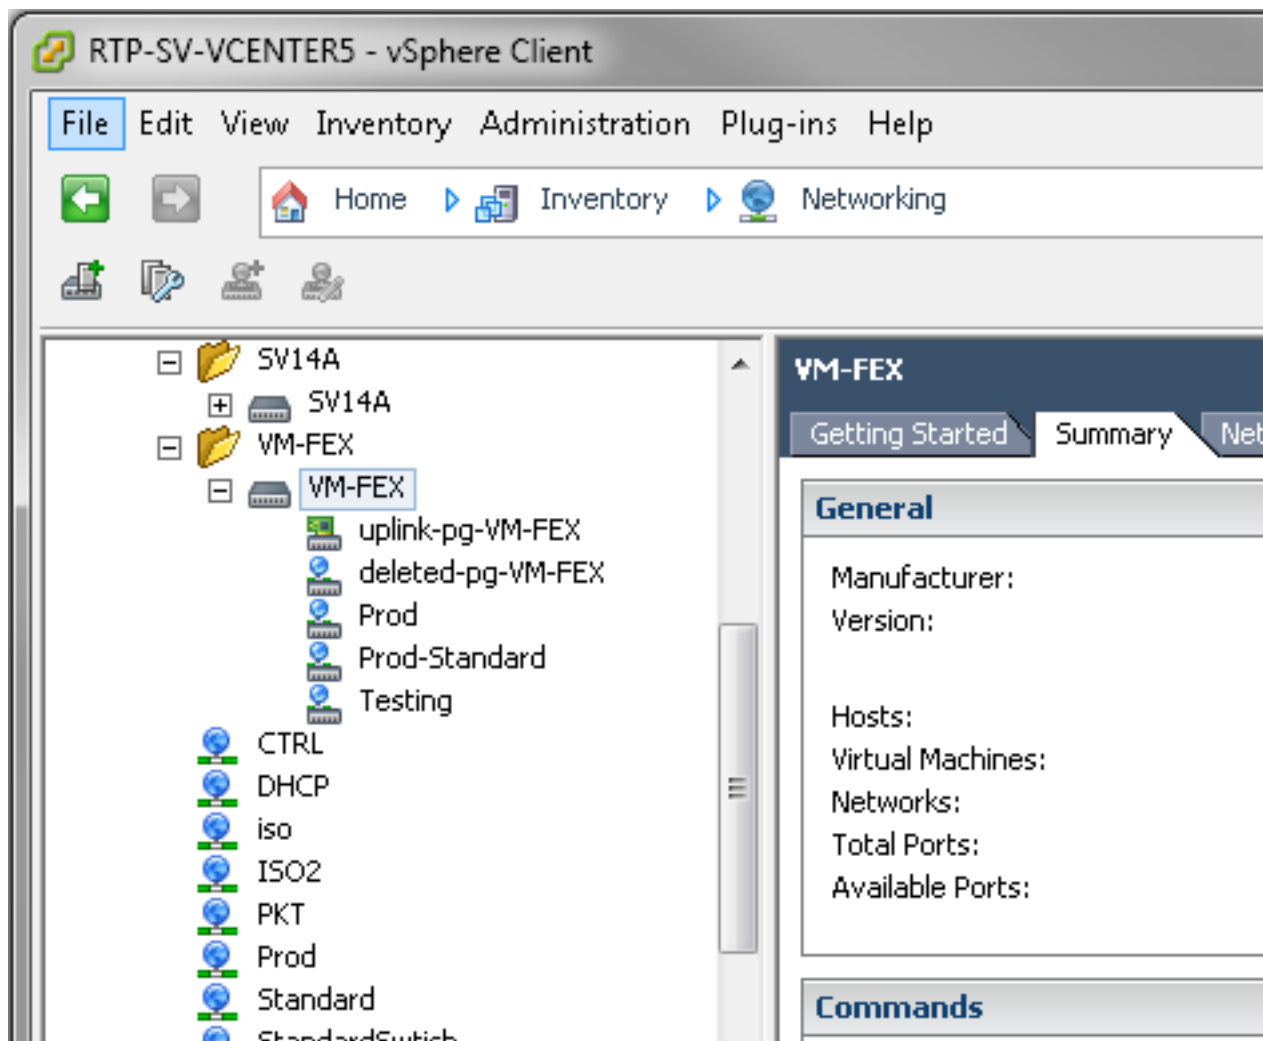 RTP-SV-VCENTER5 - vSphere Client
File Edit View Inventory Administration Plug-ins Help
Home Inventory Networking
SV14A
SV14A
VM-FEX
VM-FEX
uplink-pg-VM-FEX
deleted-pg-VM-FEX
Prod
Prod-Standard
Testing
CTRL
DHCP
iso
ISO2
PKT
Prod
Standard
StandardSwtich
VM-FEX
Getting Started Summary Net
General
Manufacturer:
Version:
Hosts:
Virtual Machines:
Networks:
Total Ports:
Available Ports:
Commands